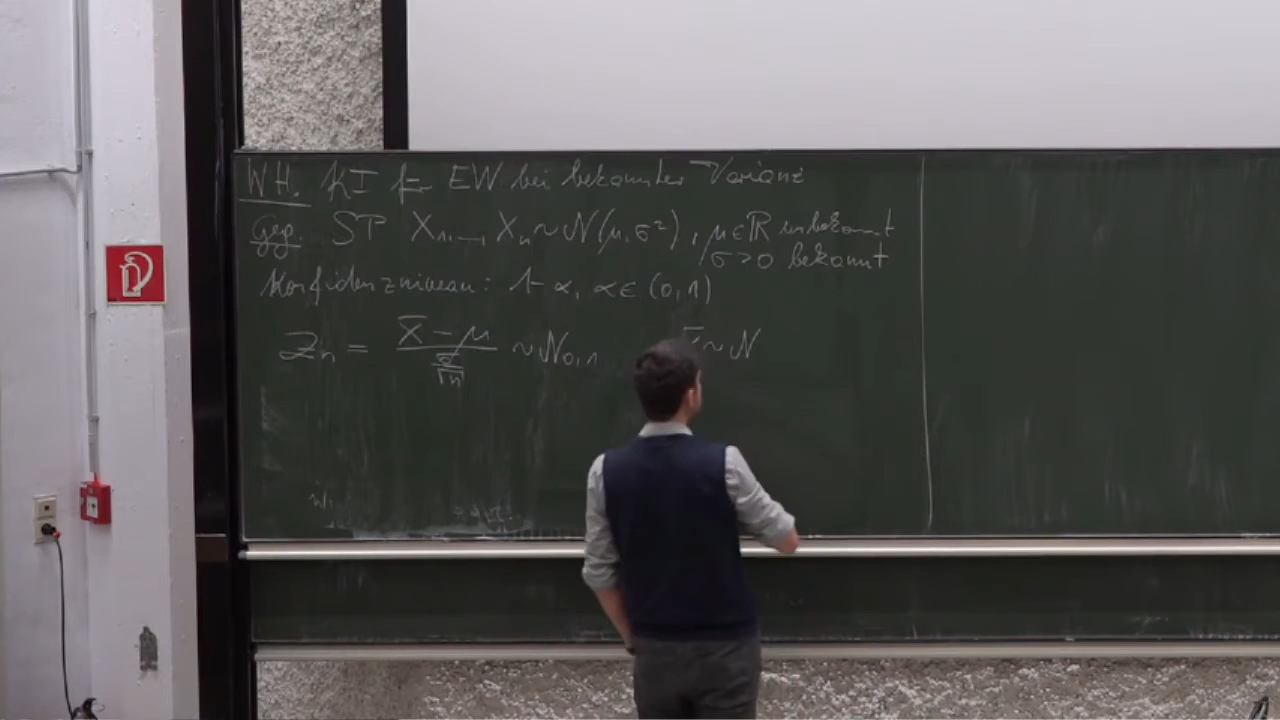 WH. KI für EW bei bekannter Varianz
Geg. SP X₁, ..., Xₙ ~ N(μ, σ²), μ ∈ ℝ unbekannt
σ > 0 bekannt
Konfidenzniveau: 1 - α, α ∈ (0, 1)
Zₙ = (X̄ - μ) / (σ/√n) ~ N₀,₁ ~ N